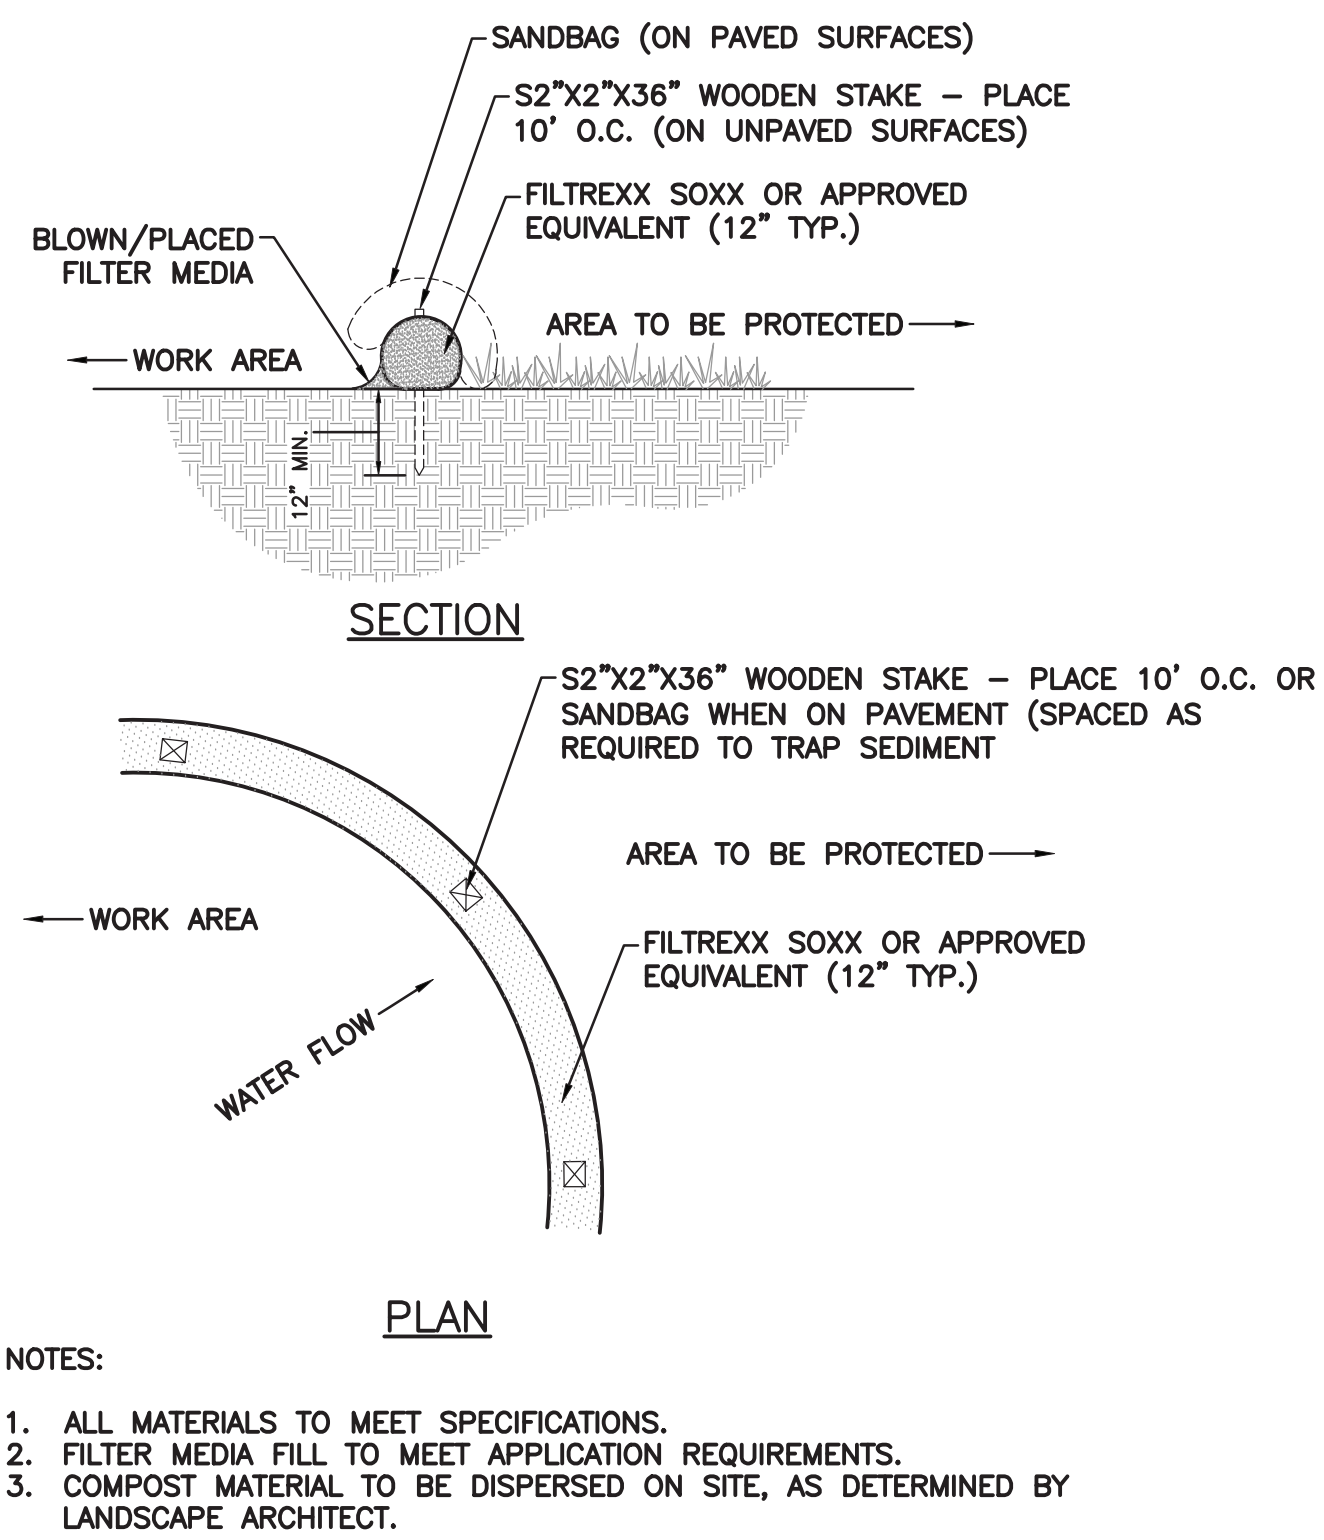 SANDBAG (ON PAVED SURFACES)
S2"X2"X36" WOODEN STAKE – PLACE
10' O.C. (ON UNPAVED SURFACES)
FILTREXX SOXX OR APPROVED
EQUIVALENT (12" TYP.)
BLOWN/PLACED
FILTER MEDIA
AREA TO BE PROTECTED
WORK AREA
12" MIN.
SECTION
S2"X2"X36" WOODEN STAKE – PLACE 10' O.C. OR
SANDBAG WHEN ON PAVEMENT (SPACED AS
REQUIRED TO TRAP SEDIMENT
AREA TO BE PROTECTED
WORK AREA
FILTREXX SOXX OR APPROVED
EQUIVALENT (12" TYP.)
WATER FLOW
PLAN
NOTES:
1. ALL MATERIALS TO MEET SPECIFICATIONS.
2. FILTER MEDIA FILL TO MEET APPLICATION REQUIREMENTS.
3. COMPOST MATERIAL TO BE DISPERSED ON SITE, AS DETERMINED BY
LANDSCAPE ARCHITECT.